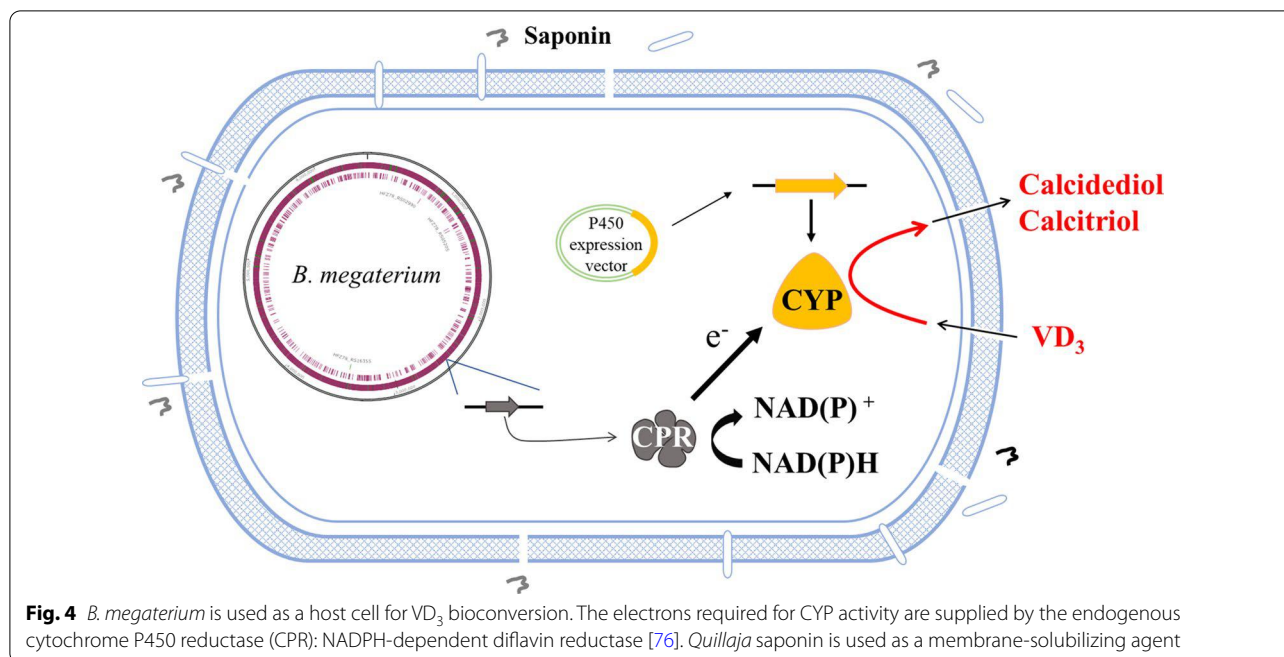 Saponin
P450
expression
vector
B. megaterium
CYP
Calcidediol
Calcitriol
VD₃
e⁻
CPR
NAD(P)⁺
NAD(P)H
Fig. 4 B. megaterium is used as a host cell for VD₃ bioconversion. The electrons required for CYP activity are supplied by the endogenous
cytochrome P450 reductase (CPR): NADPH-dependent diflavin reductase [76]. Quillaja saponin is used as a membrane-solubilizing agent